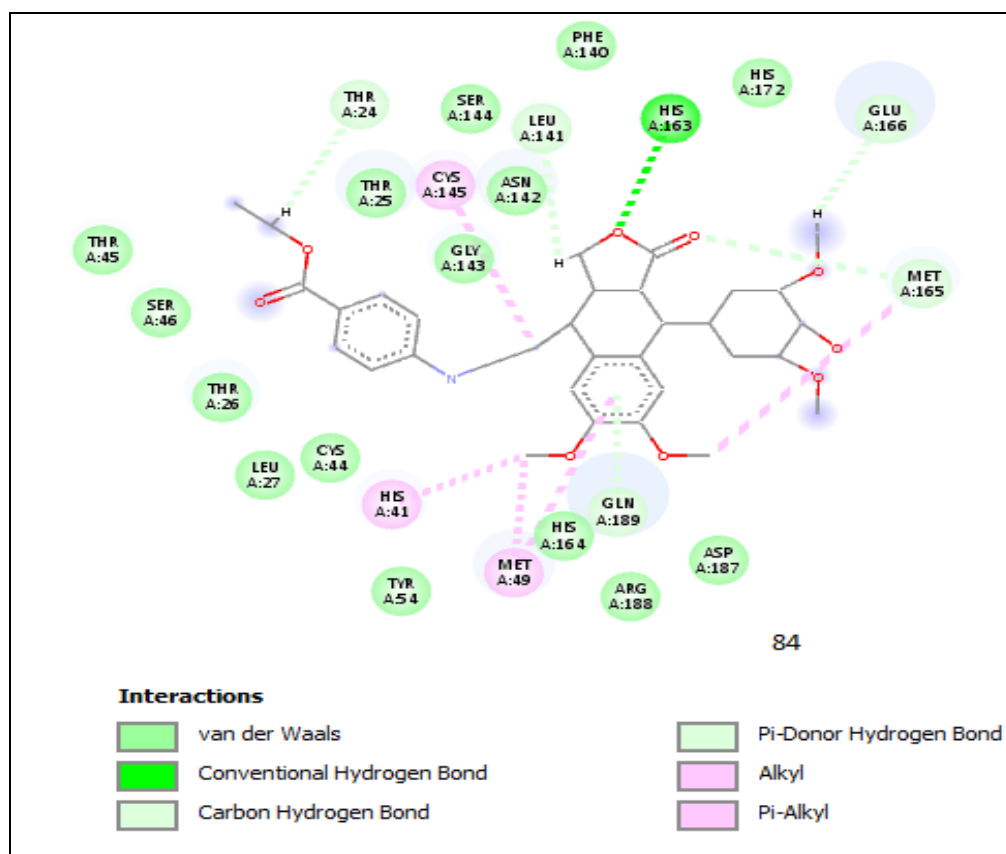 PHE
A:140
HIS
A:172
THR
A:24
SER
A:144
LEU
A:141
HIS
A:163
GLU
A:166
THR
A:25
CYS
A:145
ASN
A:142
H
THR
A:45
GLY
A:143
H
H
O
O
O
O
MET
A:165
SER
A:46
O
O
O
N
THR
A:26
CYS
A:44
LEU
A:27
HIS
A:41
O
O
GLN
A:189
HIS
A:164
MET
A:49
ASP
A:187
TYR
A:54
ARG
A:188
84
Interactions
van der Waals
Pi-Donor Hydrogen Bond
Conventional Hydrogen Bond
Alkyl
Carbon Hydrogen Bond
Pi-Alkyl